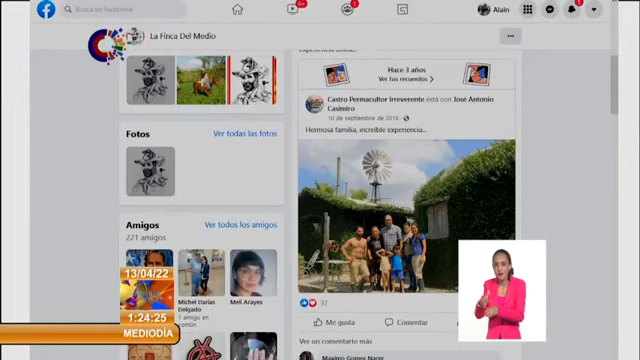 Busca en Facebook
9+
1
Alain
5
La Finca Del Medio
Fotos
Ver todas las fotos
Amigos
Ver todos los amigos
221 amigos
Michel Darias
Delgado
1 amigo en
común
Meli Arayes
Hace 3 años
Ver tus recuerdos
Castro Permacultor Irreverente está con José Antonio
Casimiro
10 de septiembre de 2018
Hermosa familia, increíble experiencia...
37
Me gusta
Comentar
Ver un comentario más
Maximo Gomez Nacer
13/04/22
1:24:25
MEDIODÍA